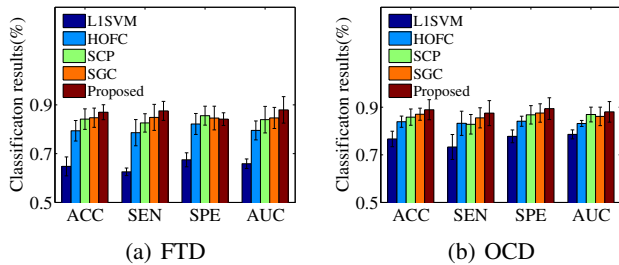 Classificaton results(%)
L1SVM
HOFC
SCP
SGC
Proposed
0.9
0.7
0.5
ACC SEN SPE AUC
(a) FTD
Classificaton results(%)
L1SVM
HOFC
SCP
SGC
Proposed
0.9
0.7
0.5
ACC SEN SPE AUC
(b) OCD